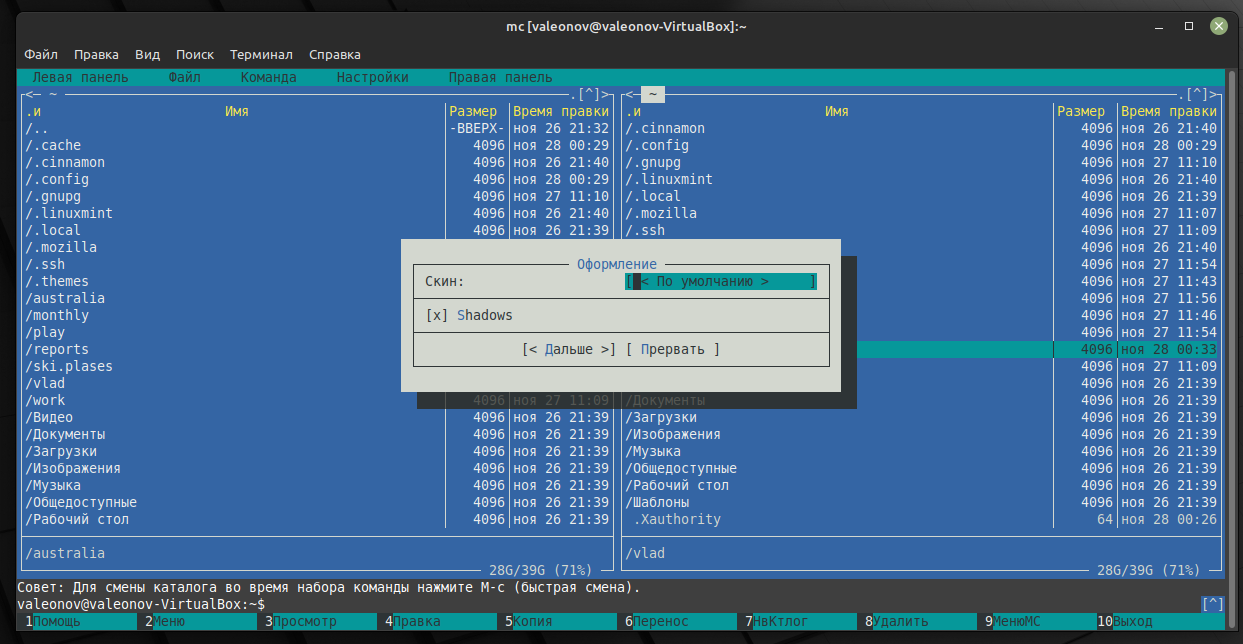 mc [valeonov@valeonov-VirtualBox]:~
Файл Правка Вид Поиск Терминал Справка
Левая панель Файл Команда Настройки Правая панель
<─ ~ .[^]> <─ ~ .[^]>
.и Имя Размер Время правки .и Имя Размер Время правки
/.. -ВВЕРХ- ноя 26 21:32 /.cinnamon 4096 ноя 26 21:40
/.cache 4096 ноя 28 00:29 /.config 4096 ноя 28 00:29
/.cinnamon 4096 ноя 26 21:40 /.gnupg 4096 ноя 27 11:10
/.config 4096 ноя 28 00:29 /.linuxmint 4096 ноя 26 21:40
/.gnupg 4096 ноя 27 11:10 /.local 4096 ноя 26 21:39
/.linuxmint 4096 ноя 26 21:40 /.mozilla 4096 ноя 27 11:07
/.local 4096 ноя 26 21:39 /.ssh 4096 ноя 27 11:09
/.mozilla 4096 ноя 26 21:40
/.ssh Оформление 4096 ноя 27 11:54
/.themes Скин: [ < По умолчанию > ] 4096 ноя 27 11:43
/australia 4096 ноя 27 11:56
/monthly [x] Shadows 4096 ноя 27 11:46
/play 4096 ноя 27 11:54
/reports [< Дальше >] [ Прервать ] 4096 ноя 28 00:33
/ski.plases 4096 ноя 27 11:09
/vlad 4096 ноя 26 21:39
/work 4096 ноя 27 11:09 /Документы 4096 ноя 26 21:39
/Видео 4096 ноя 26 21:39 /Загрузки 4096 ноя 26 21:39
/Документы 4096 ноя 26 21:39 /Изображения 4096 ноя 26 21:39
/Загрузки 4096 ноя 26 21:39 /Музыка 4096 ноя 26 21:39
/Изображения 4096 ноя 26 21:39 /Общедоступные 4096 ноя 26 21:39
/Музыка 4096 ноя 26 21:39 /Рабочий стол 4096 ноя 26 21:39
/Общедоступные 4096 ноя 26 21:39 /Шаблоны 4096 ноя 26 21:39
/Рабочий стол 4096 ноя 26 21:39 .Xauthority 64 ноя 28 00:26
/australia /vlad
28G/39G (71%) 28G/39G (71%)
Совет: Для смены каталога во время набора команды нажмите M-c (быстрая смена).
valeonov@valeonov-VirtualBox:~$ [^]
1Помощь 2Меню 3Просмотр 4Правка 5Копия 6Перенос 7НвКтлог 8Удалить 9МенюМС 10Выход